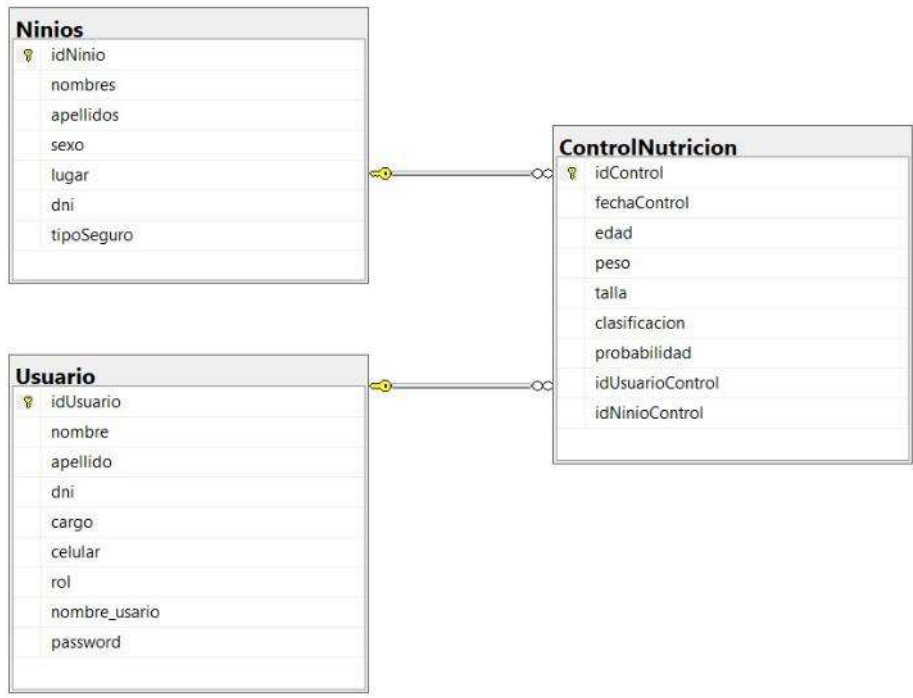 Ninios
idNinio
nombres
apellidos
sexo
lugar
dni
tipoSeguro
Usuario
idUsuario
nombre
apellido
dni
cargo
celular
rol
nombre_usario
password
ControlNutricion
idControl
fechaControl
edad
peso
talla
clasificacion
probabilidad
idUsuarioControl
idNinioControl